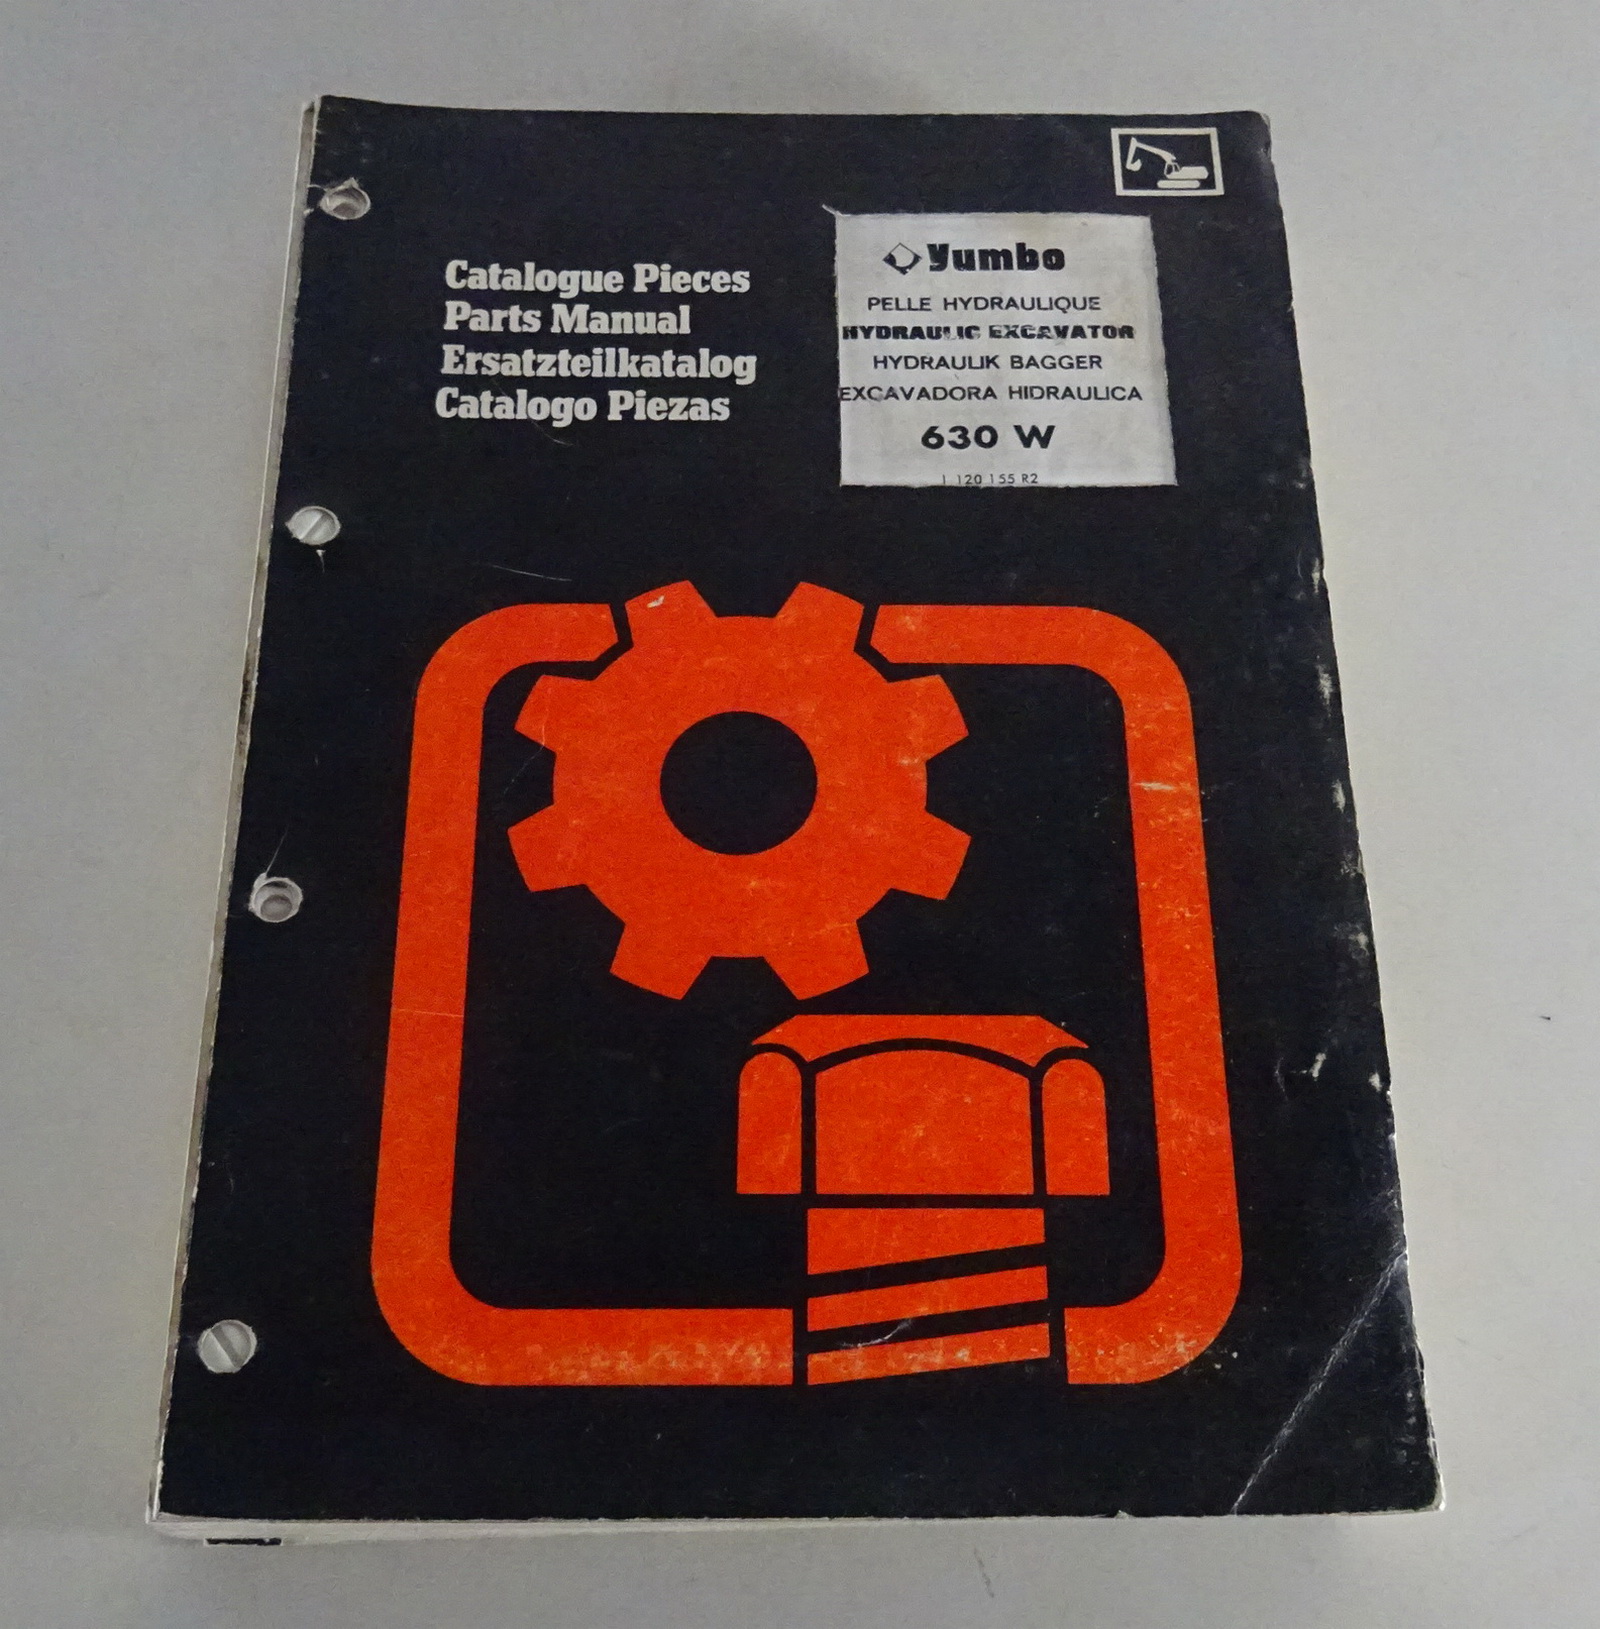 Catalogue Pieces
Parts Manual
Ersatzteilkatalog
Catalogo Piezas
Yumbo
PELLE HYDRAULIQUE
HYDRAULIC EXCAVATOR
HYDRAULIK BAGGER
EXCAVADORA HIDRAULICA
630 W
1 120 155 R2